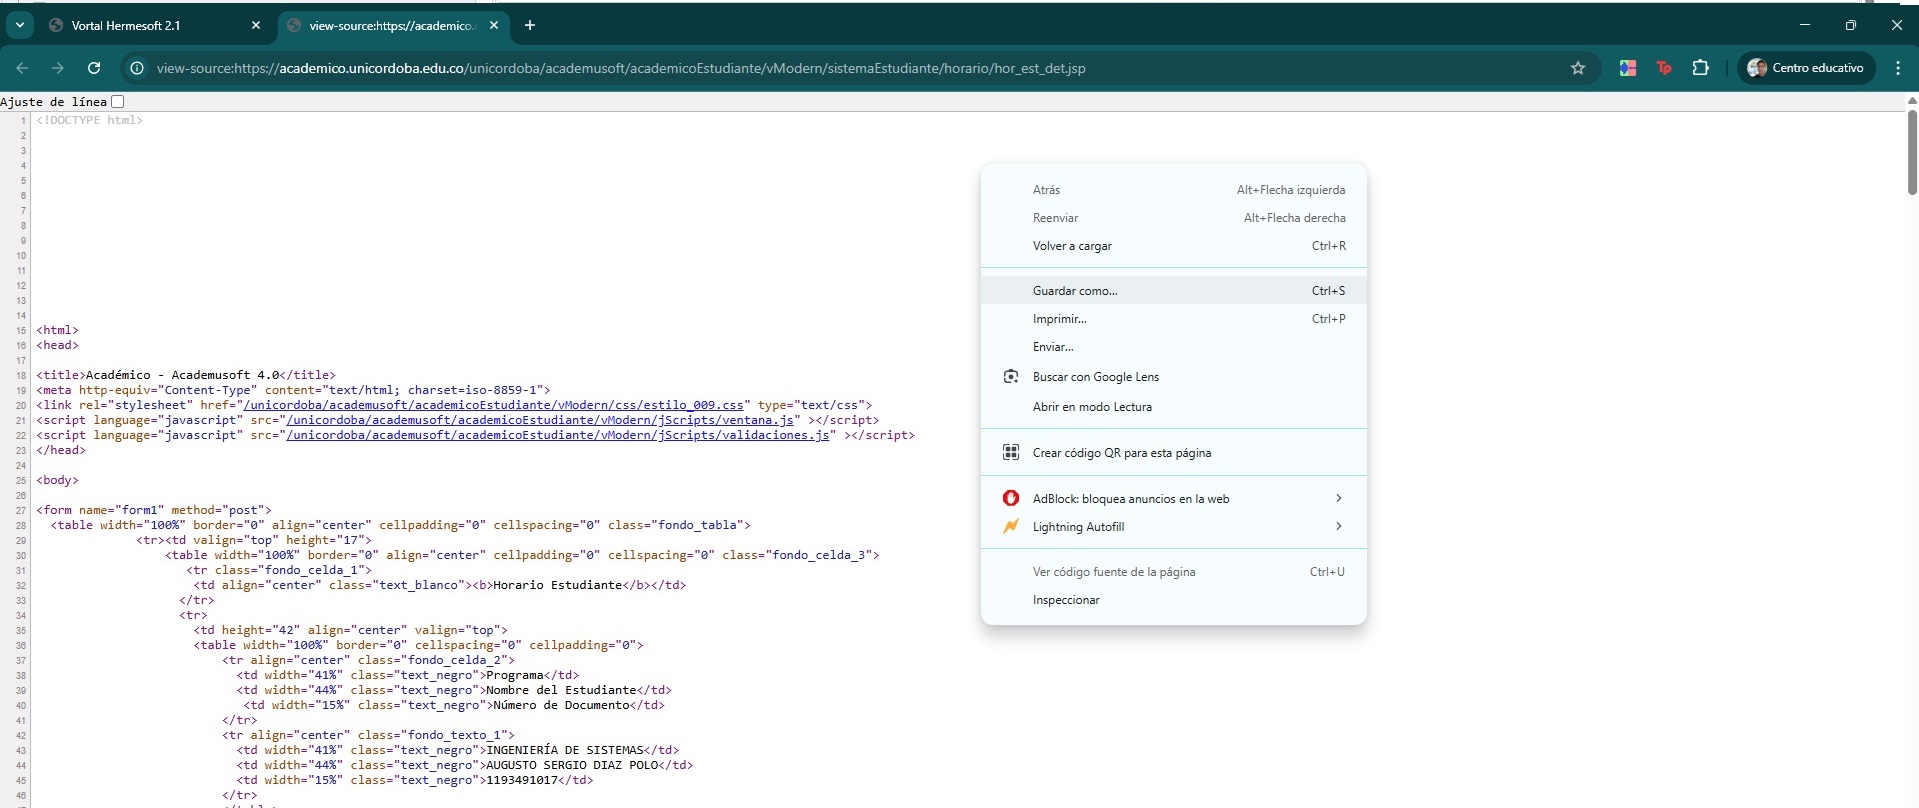 Vortal Hermesoft 2.1
view-source:https://academico.
view-source:https://academico.unicordoba.edu.co/unicordoba/academusoft/academicoEstudiante/vModern/sistemaEstudiante/horario/hor_est_det.jsp
Centro educativo
Ajuste de línea
1 <!DOCTYPE html>
2
3
4
5
6
7
8
9
10
11
12
13
14
15 <html>
16 <head>
17
18 <title>Académico - Academusoft 4.0</title>
19 <meta http-equiv="Content-Type" content="text/html; charset=iso-8859-1">
20 <link rel="stylesheet" href="/unicordoba/academusoft/academicoEstudiante/vModern/css/estilo_009.css" type="text/css">
21 <script language="javascript" src="/unicordoba/academusoft/academicoEstudiante/vModern/jScripts/ventana.js" ></script>
22 <script language="javascript" src="/unicordoba/academusoft/academicoEstudiante/vModern/jScripts/validaciones.js" ></script>
23 </head>
24
25 <body>
26
27 <form name="form1" method="post">
28 <table width="100%" border="0" align="center" cellpadding="0" cellspacing="0" class="fondo_tabla">
29 <tr><td valign="top" height="17">
30 <table width="100%" border="0" align="center" cellpadding="0" cellspacing="0" class="fondo_celda_3">
31 <tr class="fondo_celda_1">
32 <td align="center" class="text_blanco"><b>Horario Estudiante</b></td>
33 </tr>
34 <tr>
35 <td height="42" align="center" valign="top">
36 <table width="100%" border="0" cellspacing="0" cellpadding="0">
37 <tr align="center" class="fondo_celda_2">
38 <td width="41%" class="text_negro">Programa</td>
39 <td width="44%" class="text_negro">Nombre del Estudiante</td>
40 <td width="15%" class="text_negro">Número de Documento</td>
41 </tr>
42 <tr align="center" class="fondo_texto_1">
43 <td width="41%" class="text_negro">INGENIERÍA DE SISTEMAS</td>
44 <td width="44%" class="text_negro">AUGUSTO SERGIO DIAZ POLO</td>
45 <td width="15%" class="text_negro">1193491017</td>
46 </tr>
Atrás Alt+Flecha izquierda
Reenviar Alt+Flecha derecha
Volver a cargar Ctrl+R
Guardar como... Ctrl+S
Imprimir... Ctrl+P
Enviar...
Buscar con Google Lens
Abrir en modo Lectura
Crear código QR para esta página
AdBlock: bloquea anuncios en la web
Lightning Autofill
Ver código fuente de la página Ctrl+U
Inspeccionar